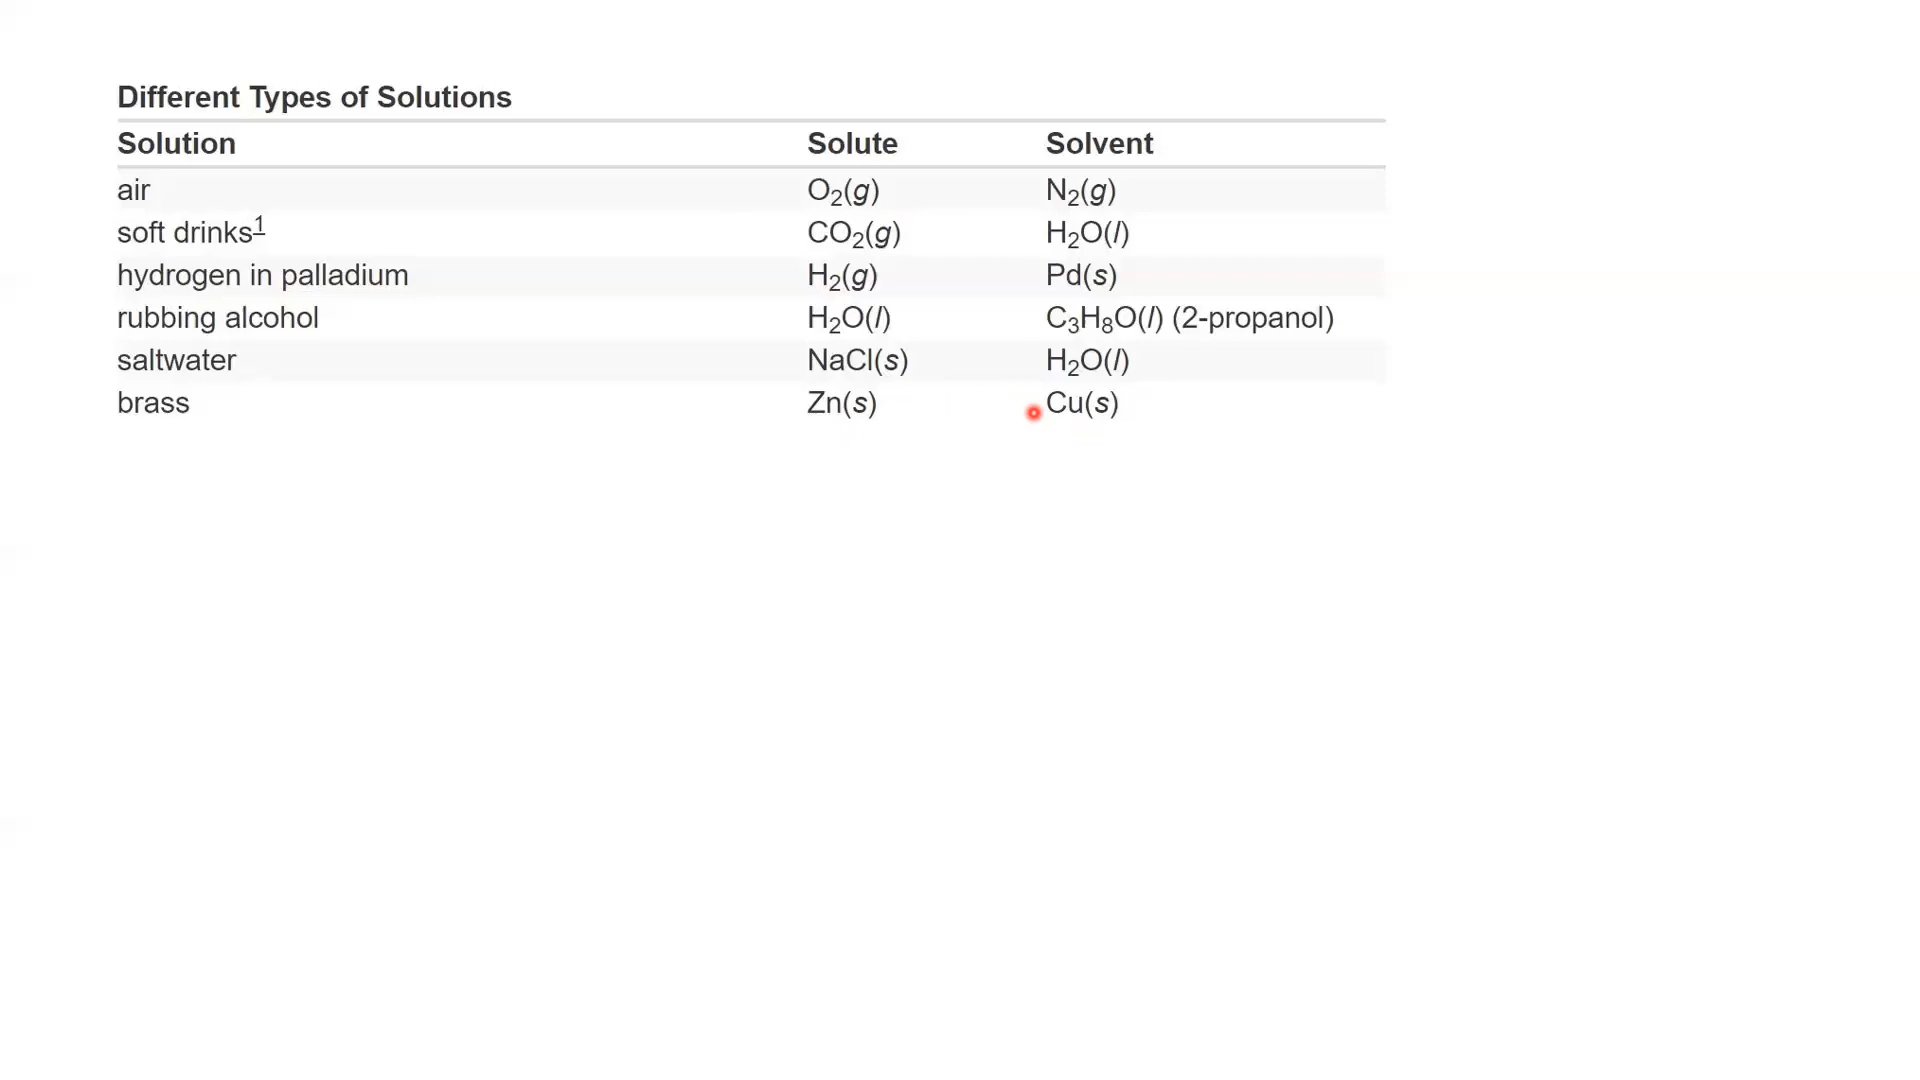 Different Types of Solutions
Solution Solute Solvent
air O₂(g) N₂(g)
soft drinks¹ CO₂(g) H₂O(l)
hydrogen in palladium H₂(g) Pd(s)
rubbing alcohol H₂O(l) C₃H₈O(l) (2-propanol)
saltwater NaCl(s) H₂O(l)
brass Zn(s) Cu(s)